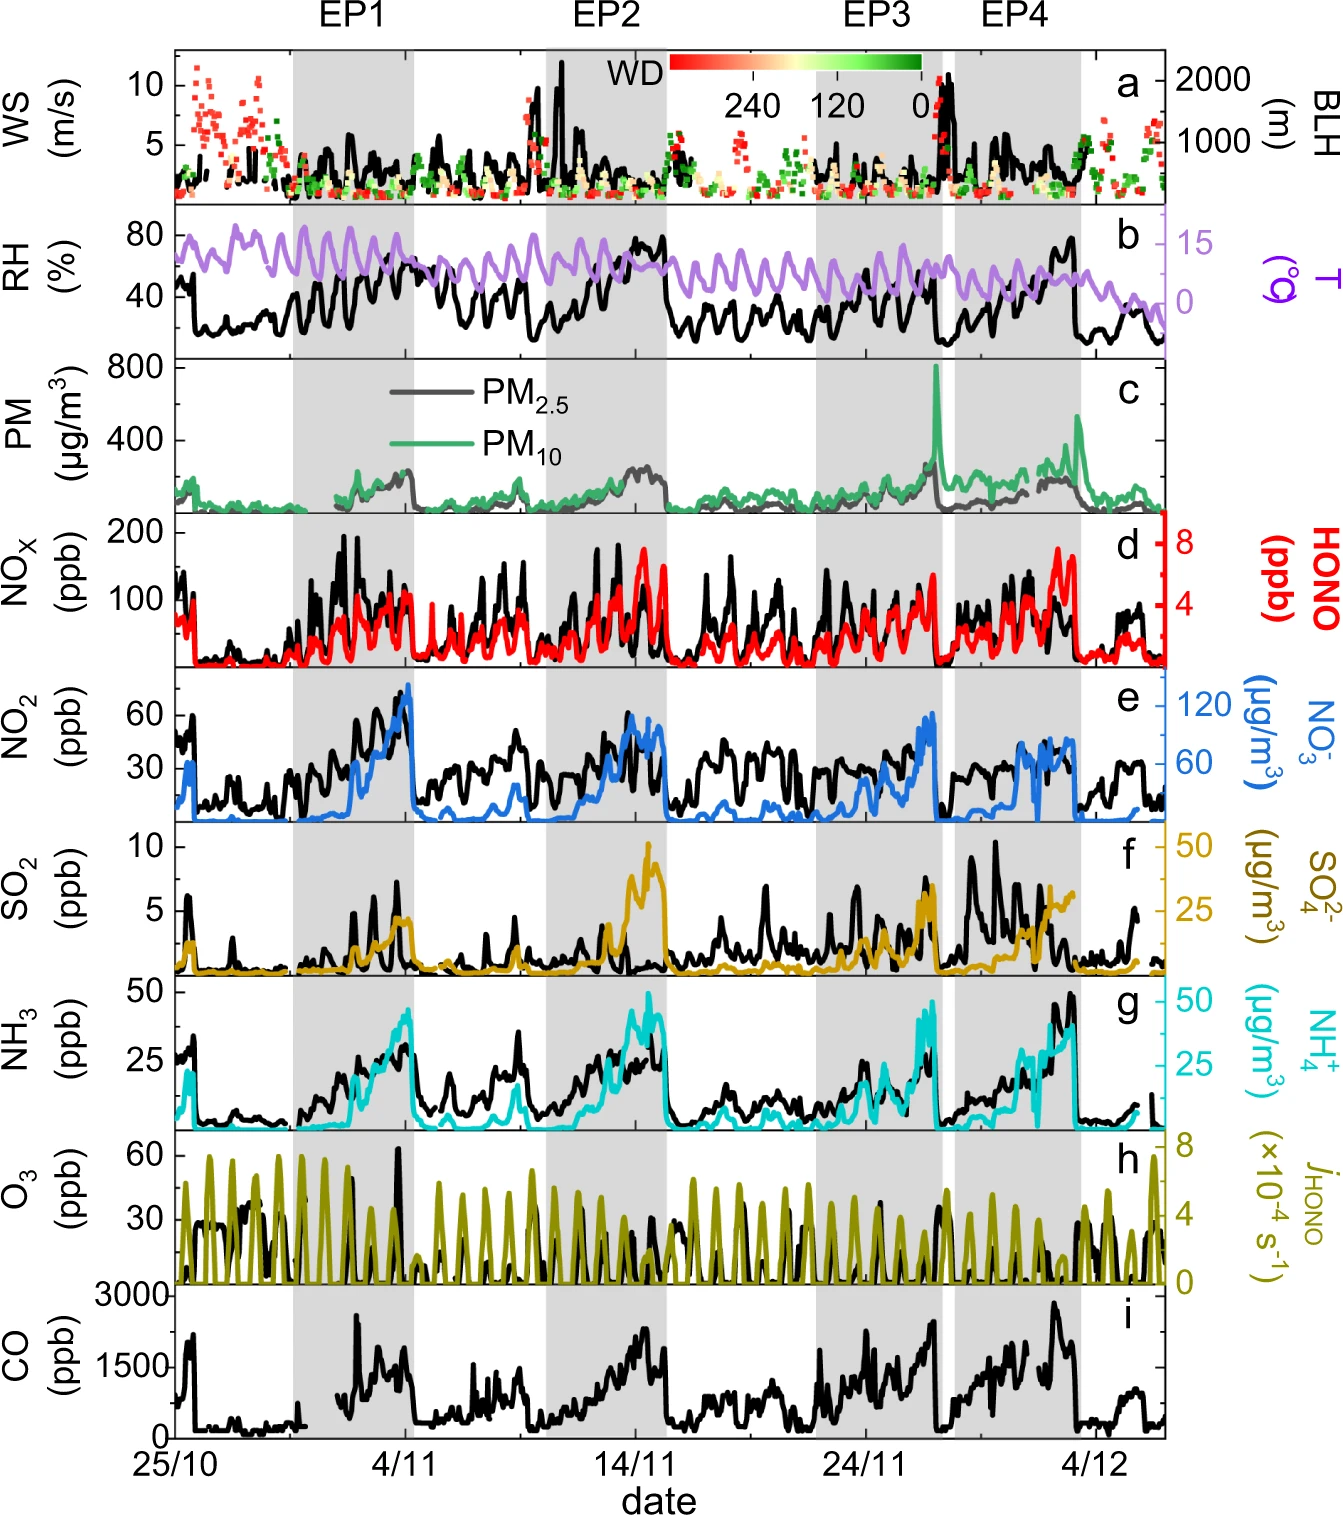 EP1 EP2 EP3 EP4
WS (m/s) 10 5 WD 240 120 0 a 2000 1000 BLH (m)
RH (%) 80 40 b 15 0 T (°C)
PM (μg/m³) 800 400 PM₂.₅ PM₁₀ c
NOₓ (ppb) 200 100 d 8 4 HONO (ppb)
NO₂ (ppb) 60 30 e 120 60 NO₃⁻ (μg/m³)
SO₂ (ppb) 10 5 f 50 25 SO₄²⁻ (μg/m³)
NH₃ (ppb) 50 25 g 50 25 NH₄⁺ (μg/m³)
O₃ (ppb) 60 30 h 8 4 0 jHONO (×10⁻⁴ s⁻¹)
CO (ppb) 3000 1500 0 i
25/10 4/11 14/11 24/11 4/12
date